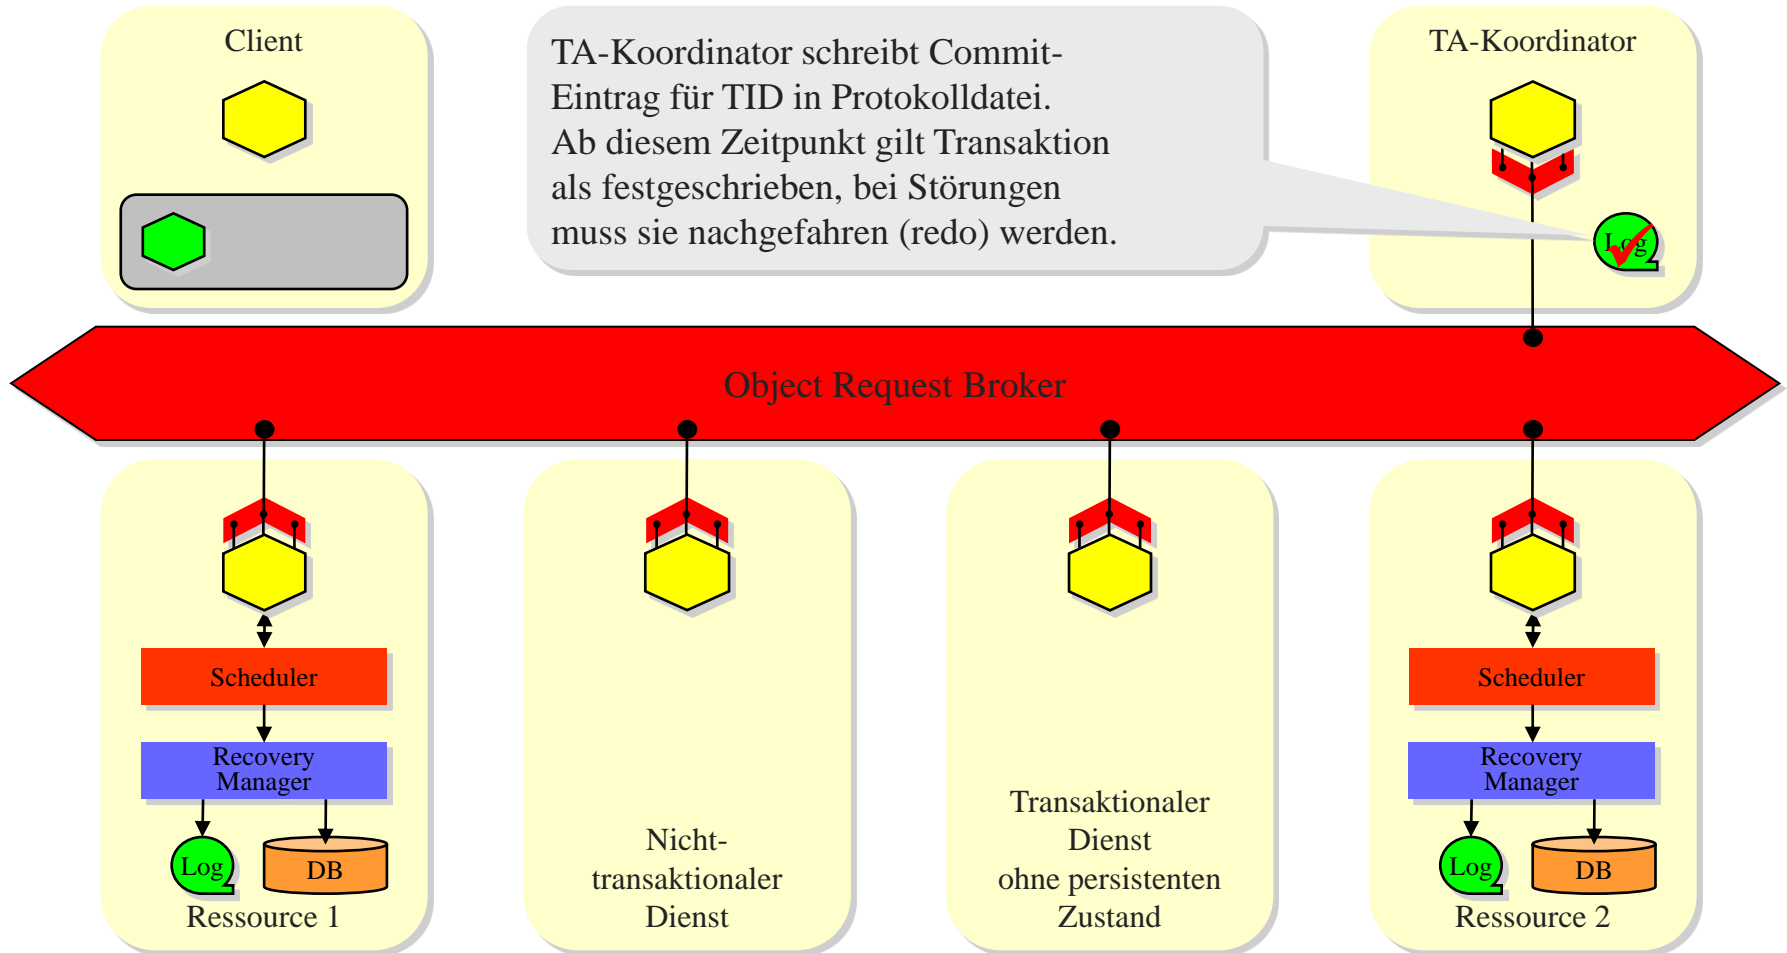 Client
TA-Koordinator schreibt Commit-
Eintrag für TID in Protokolldatei.
Ab diesem Zeitpunkt gilt Transaktion
als festgeschrieben, bei Störungen
muss sie nachgefahren (redo) werden.
TA-Koordinator
Log
Object Request Broker
Scheduler
Recovery
Manager
Log
DB
Ressource 1
Nicht-
transaktionaler
Dienst
Transaktionaler
Dienst
ohne persistenten
Zustand
Scheduler
Recovery
Manager
Log
DB
Ressource 2